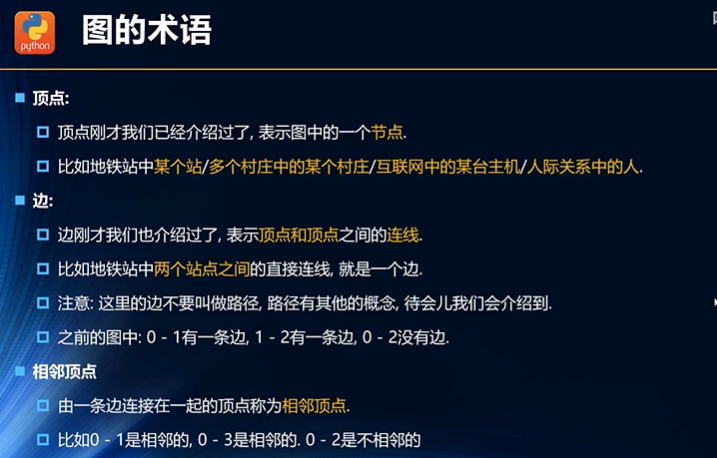 python
图的术语
顶点:
顶点刚才我们已经介绍过了, 表示图中的一个节点.
比如地铁站中某个站/多个村庄中的某个村庄/互联网中的某台主机/人际关系中的人.
边:
边刚才我们也介绍过了, 表示顶点和顶点之间的连线.
比如地铁站中两个站点之间的直接连线, 就是一个边.
注意: 这里的边不要叫做路径, 路径有其他的概念, 待会儿我们会介绍到.
之前的图中: 0 - 1有一条边, 1 - 2有一条边, 0 - 2没有边.
相邻顶点
由一条边连接在一起的顶点称为相邻顶点.
比如0 - 1是相邻的, 0 - 3是相邻的. 0 - 2是不相邻的